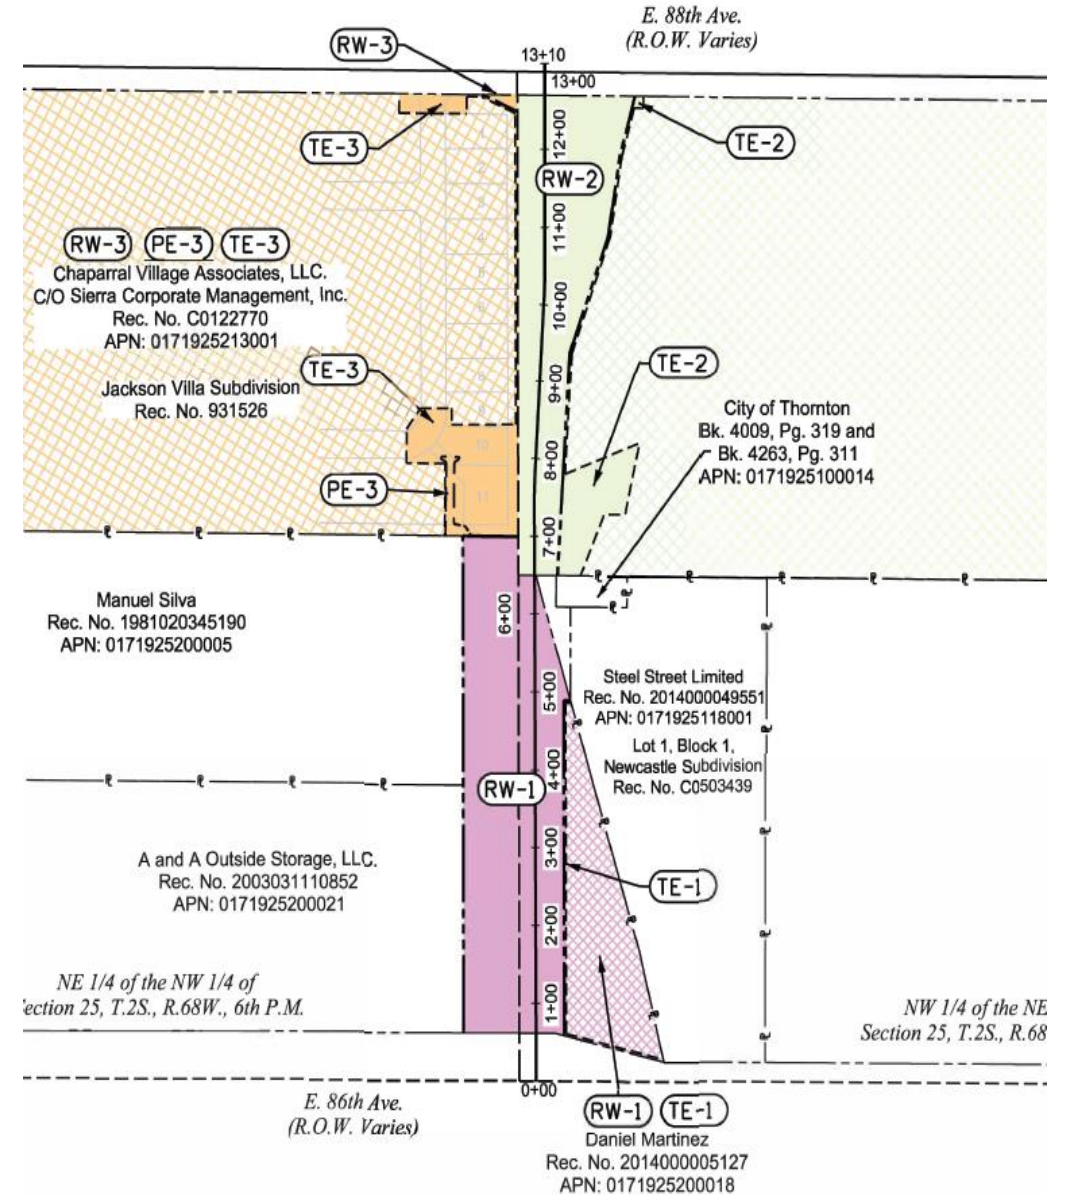 E. 88th Ave.
(R.O.W. Varies)
RW-3
13+10
13+00
TE-3
12+00
TE-2
RW-2
11+00
RW-3 PE-3 TE-3
Chaparral Village Associates, LLC.
C/O Sierra Corporate Management, Inc.
Rec. No. C0122770
APN: 0171925213001
10+00
TE-3
TE-2
Jackson Villa Subdivision
Rec. No. 931526
9+00
City of Thornton
Bk. 4009, Pg. 319 and
Bk. 4263, Pg. 311
APN: 0171925100014
10
8+00
PE-3
11
7+00
Manuel Silva
Rec. No. 1981020345190
APN: 0171925200005
6+00
Steel Street Limited
Rec. No. 2014000049551
APN: 0171925118001
5+00
Lot 1, Block 1,
Newcastle Subdivision
Rec. No. C0503439
4+00
RW-1
3+00
A and A Outside Storage, LLC.
Rec. No. 2003031110852
APN: 0171925200021
TE-1
2+00
NE 1/4 of the NW 1/4 of
ection 25, T.2S., R.68W., 6th P.M.
1+00
NW 1/4 of the NE
Section 25, T.2S., R.68
0+00
E. 86th Ave.
(R.O.W. Varies)
RW-1 TE-1
Daniel Martinez
Rec. No. 2014000005127
APN: 0171925200018